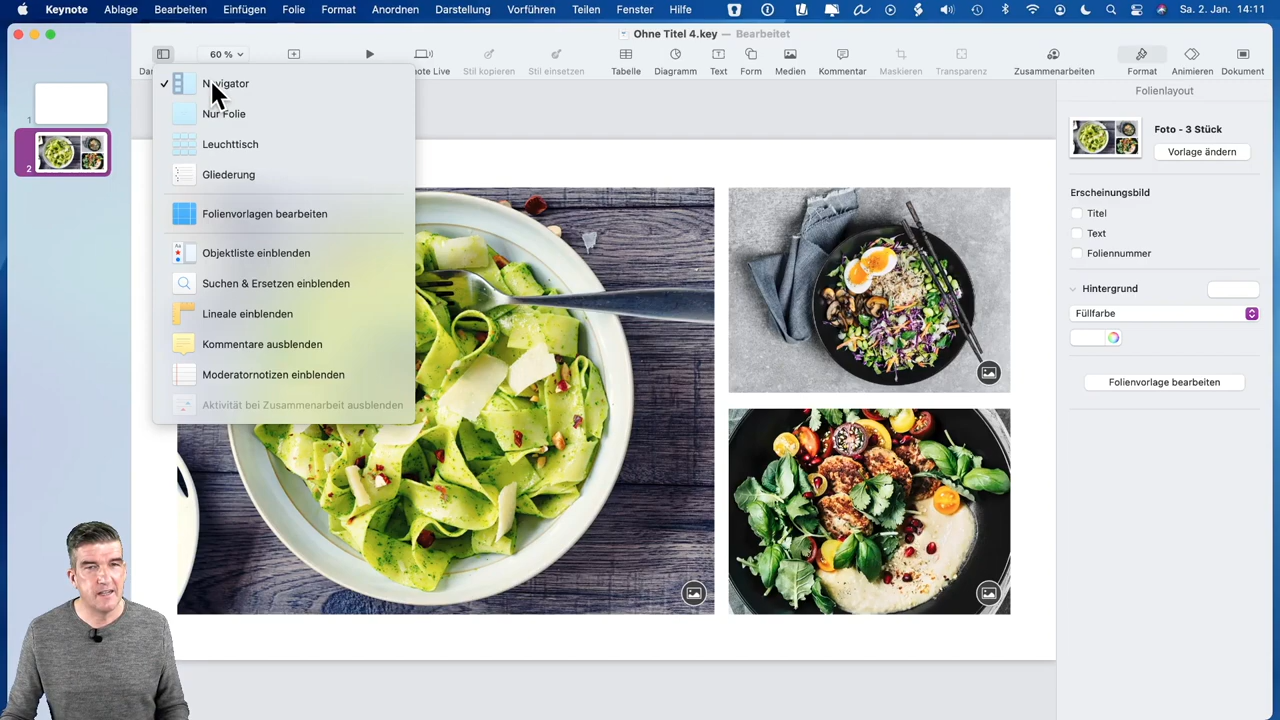 Keynote Ablage Bearbeiten Einfügen Folie Format Anordnen Darstellung Vorführen Teilen Fenster Hilfe Sa. 2. Jan. 14:11
Ohne Titel 4.key — Bearbeitet
60 %
Stil kopieren Stil einsetzen Tabelle Diagramm Text Form Medien Kommentar Maskieren Transparenz Zusammenarbeiten Format Animieren Dokument
Navigator
Nur Folie
Leuchttisch
Gliederung
Folienvorlagen bearbeiten
Objektliste einblenden
Suchen & Ersetzen einblenden
Lineale einblenden
Kommentare ausblenden
Moderatornotizen einblenden
Aktivität bei Zusammenarbeit ausblenden
1
2
Folienlayout
Foto - 3 Stück
Vorlage ändern
Erscheinungsbild
Titel
Text
Foliennummer
Hintergrund
Füllfarbe
Folienvorlage bearbeiten